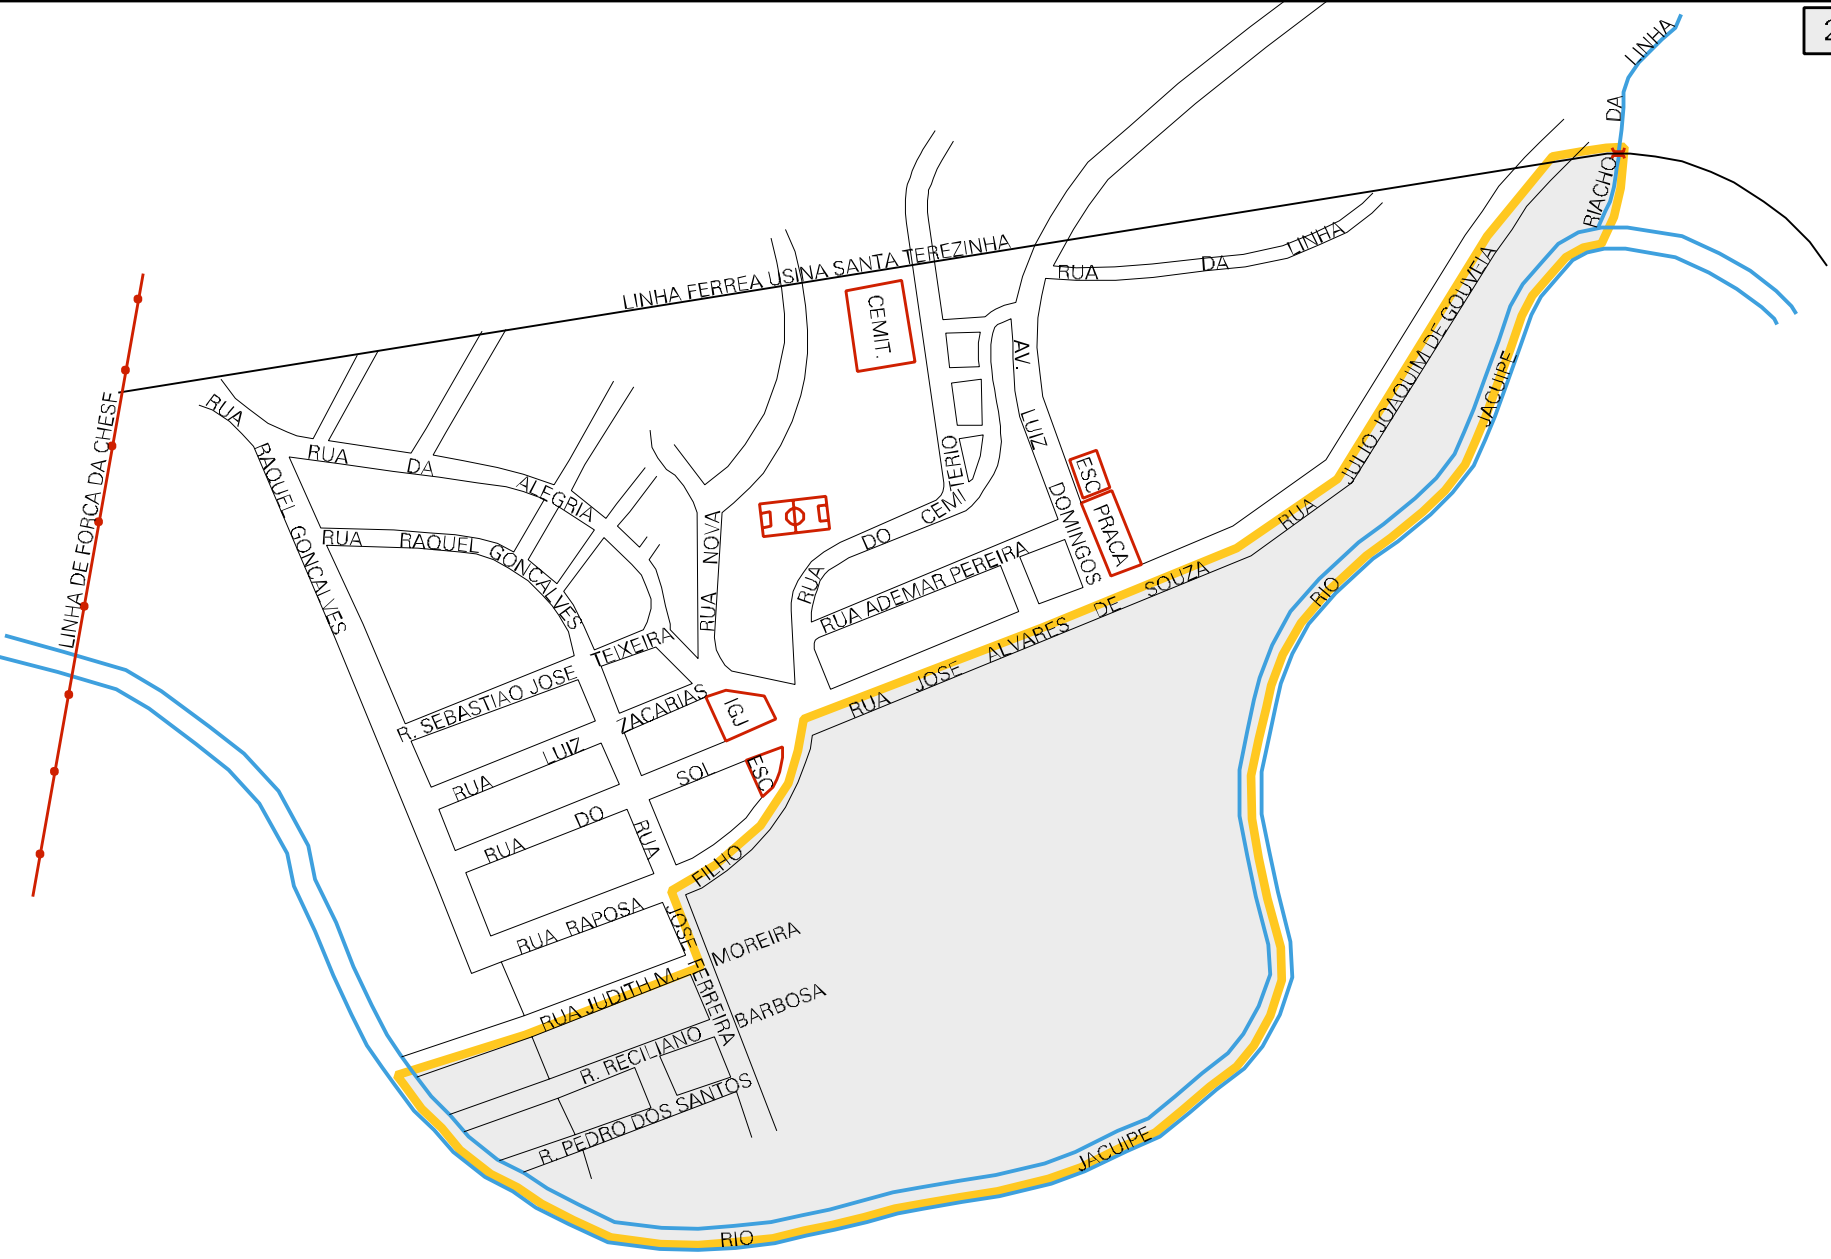 LINHA
2
DA
RIACHO
LINHA FERREA USINA SANTA TEREZINHA
RUA DA LINHA
CEMIT.
AV. LUIZ DOMINGOS
RUA JULIO JOAQUIM DE GOUVEIA
JACUIPE
LINHA DE FORCA DA CHESF
RUA RAQUEL GONCALVES
RUA DA ALEGRIA
RUA RAQUEL GONCALVES
RUA NOVA
RUA DO CEMITERIO
ESC
PRACA
RUA ADEMAR PEREIRA
RUA JOSE ALVARES DE SOUZA
RIO
R. SEBASTIAO JOSE TEIXEIRA
RUA LUIZ ZACARIAS
IGJ
RUA DO SOL
ESC
RUA JOSE FERREIRA
FILHO
RUA RAPOSA
RUA JUDITH M. MOREIRA
R. RECILIANO BARBOSA
R. PEDRO DOS SANTOS
RIO JACUIPE